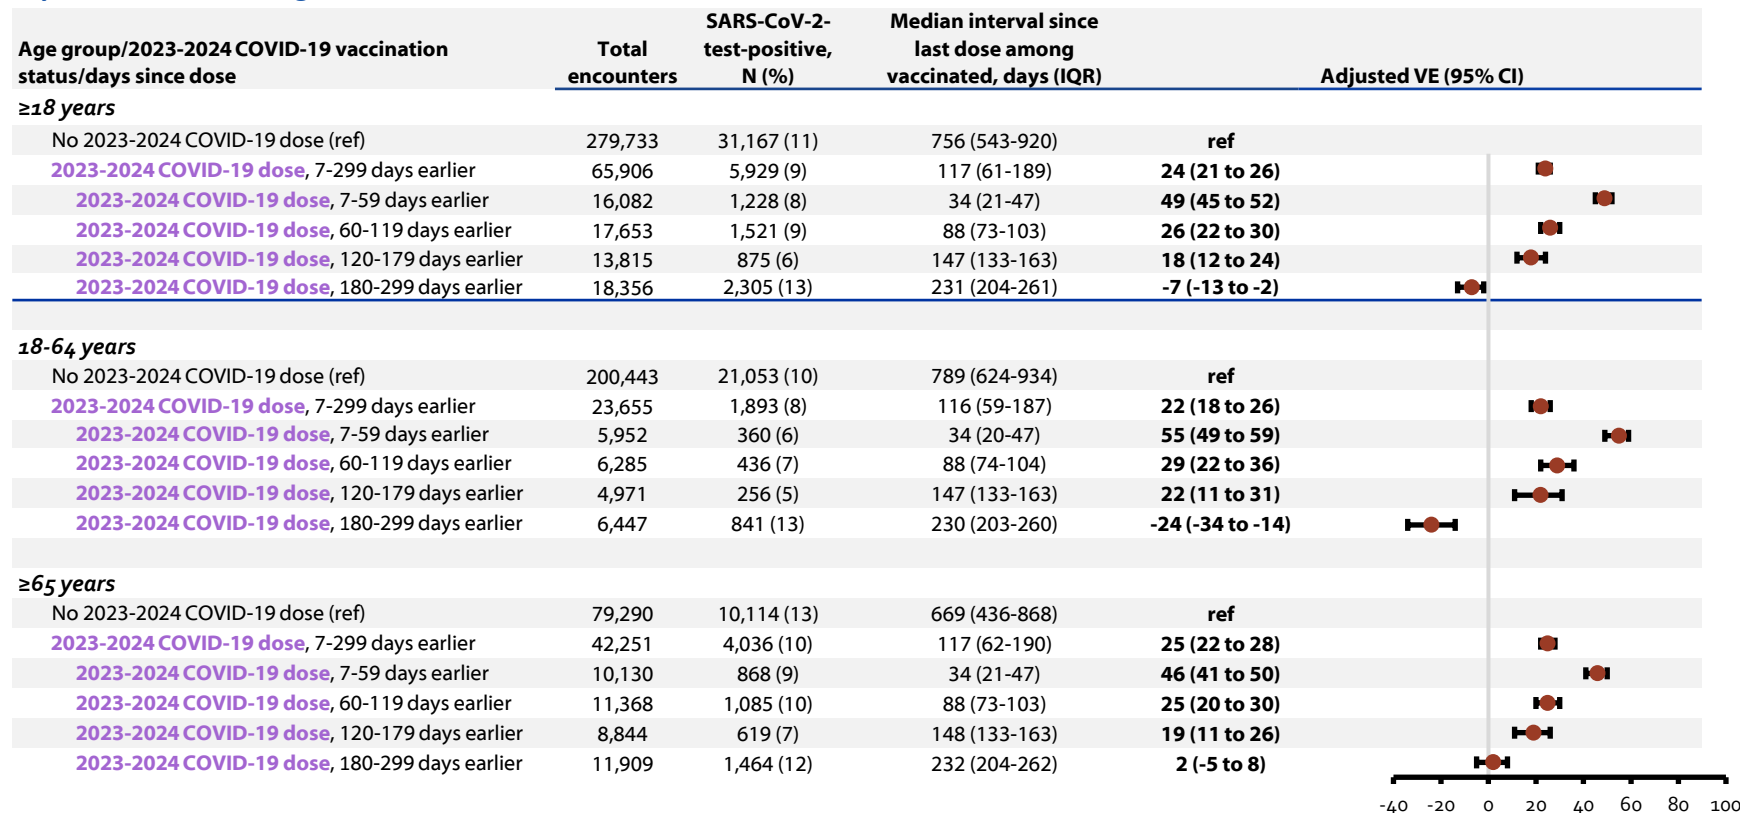 Age group/2023-2024 COVID-19 vaccination status/days since dose
Total encounters
SARS-CoV-2-test-positive, N (%)
Median interval since last dose among vaccinated, days (IQR)
Adjusted VE (95% CI)
≥18 years
No 2023-2024 COVID-19 dose (ref) 279,733 31,167 (11) 756 (543-920) ref
2023-2024 COVID-19 dose, 7-299 days earlier 65,906 5,929 (9) 117 (61-189) 24 (21 to 26)
2023-2024 COVID-19 dose, 7-59 days earlier 16,082 1,228 (8) 34 (21-47) 49 (45 to 52)
2023-2024 COVID-19 dose, 60-119 days earlier 17,653 1,521 (9) 88 (73-103) 26 (22 to 30)
2023-2024 COVID-19 dose, 120-179 days earlier 13,815 875 (6) 147 (133-163) 18 (12 to 24)
2023-2024 COVID-19 dose, 180-299 days earlier 18,356 2,305 (13) 231 (204-261) -7 (-13 to -2)
18-64 years
No 2023-2024 COVID-19 dose (ref) 200,443 21,053 (10) 789 (624-934) ref
2023-2024 COVID-19 dose, 7-299 days earlier 23,655 1,893 (8) 116 (59-187) 22 (18 to 26)
2023-2024 COVID-19 dose, 7-59 days earlier 5,952 360 (6) 34 (20-47) 55 (49 to 59)
2023-2024 COVID-19 dose, 60-119 days earlier 6,285 436 (7) 88 (74-104) 29 (22 to 36)
2023-2024 COVID-19 dose, 120-179 days earlier 4,971 256 (5) 147 (133-163) 22 (11 to 31)
2023-2024 COVID-19 dose, 180-299 days earlier 6,447 841 (13) 230 (203-260) -24 (-34 to -14)
≥65 years
No 2023-2024 COVID-19 dose (ref) 79,290 10,114 (13) 669 (436-868) ref
2023-2024 COVID-19 dose, 7-299 days earlier 42,251 4,036 (10) 117 (62-190) 25 (22 to 28)
2023-2024 COVID-19 dose, 7-59 days earlier 10,130 868 (9) 34 (21-47) 46 (41 to 50)
2023-2024 COVID-19 dose, 60-119 days earlier 11,368 1,085 (10) 88 (73-103) 25 (20 to 30)
2023-2024 COVID-19 dose, 120-179 days earlier 8,844 619 (7) 148 (133-163) 19 (11 to 26)
2023-2024 COVID-19 dose, 180-299 days earlier 11,909 1,464 (12) 232 (204-262) 2 (-5 to 8)
-40 -20 0 20 40 60 80 100